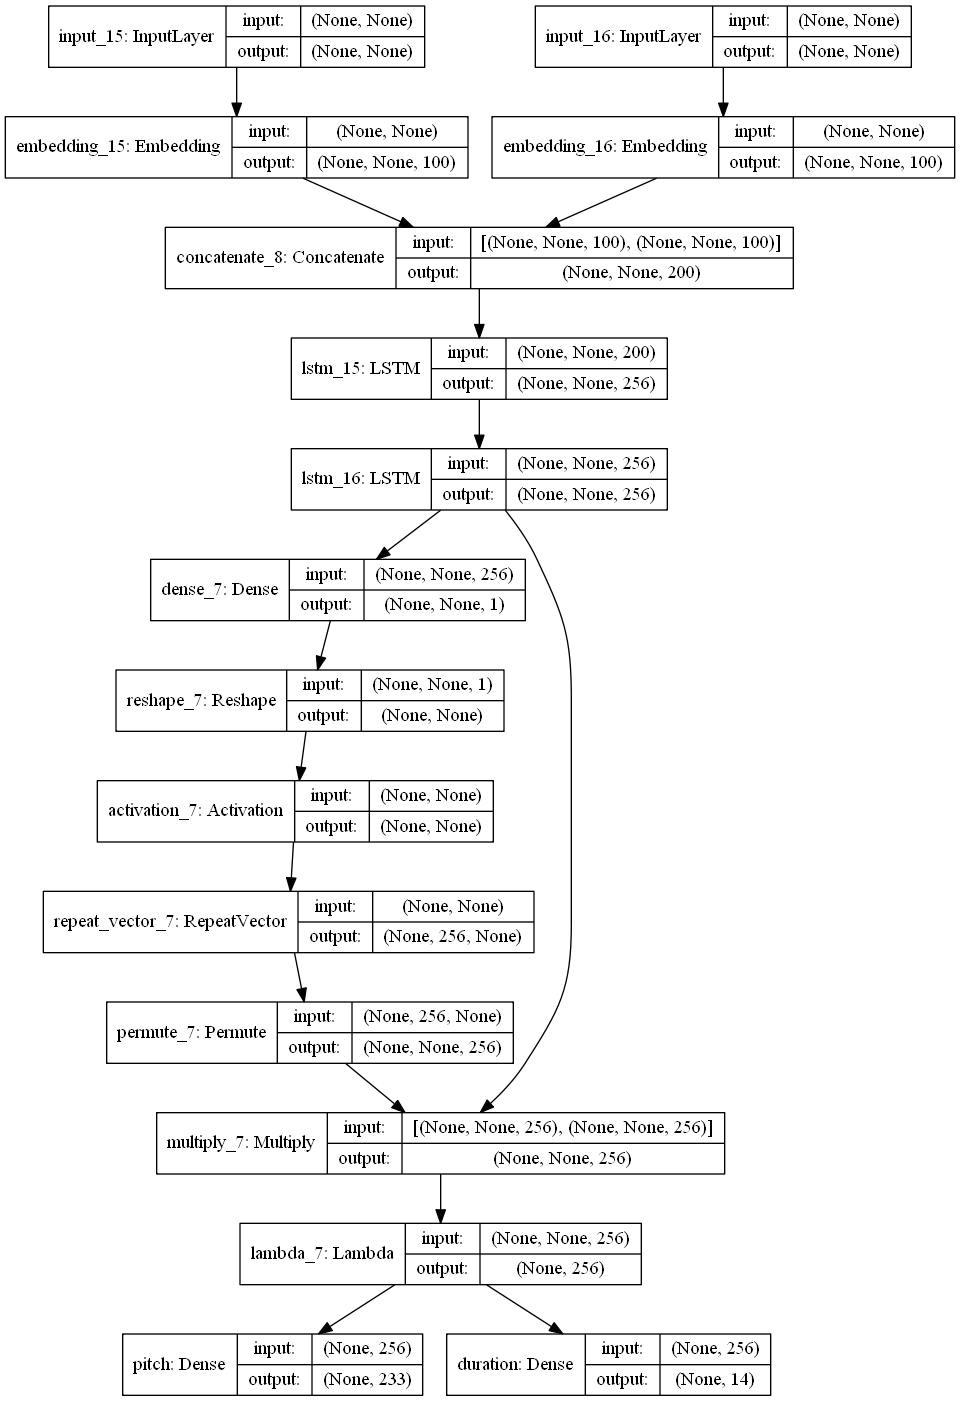 input_15: InputLayer
input: (None, None)
output: (None, None)
input_16: InputLayer
input: (None, None)
output: (None, None)
embedding_15: Embedding
input: (None, None)
output: (None, None, 100)
embedding_16: Embedding
input: (None, None)
output: (None, None, 100)
concatenate_8: Concatenate
input: [(None, None, 100), (None, None, 100)]
output: (None, None, 200)
lstm_15: LSTM
input: (None, None, 200)
output: (None, None, 256)
lstm_16: LSTM
input: (None, None, 256)
output: (None, None, 256)
dense_7: Dense
input: (None, None, 256)
output: (None, None, 1)
reshape_7: Reshape
input: (None, None, 1)
output: (None, None)
activation_7: Activation
input: (None, None)
output: (None, None)
repeat_vector_7: RepeatVector
input: (None, None)
output: (None, 256, None)
permute_7: Permute
input: (None, 256, None)
output: (None, None, 256)
multiply_7: Multiply
input: [(None, None, 256), (None, None, 256)]
output: (None, None, 256)
lambda_7: Lambda
input: (None, None, 256)
output: (None, 256)
pitch: Dense
input: (None, 256)
output: (None, 233)
duration: Dense
input: (None, 256)
output: (None, 14)